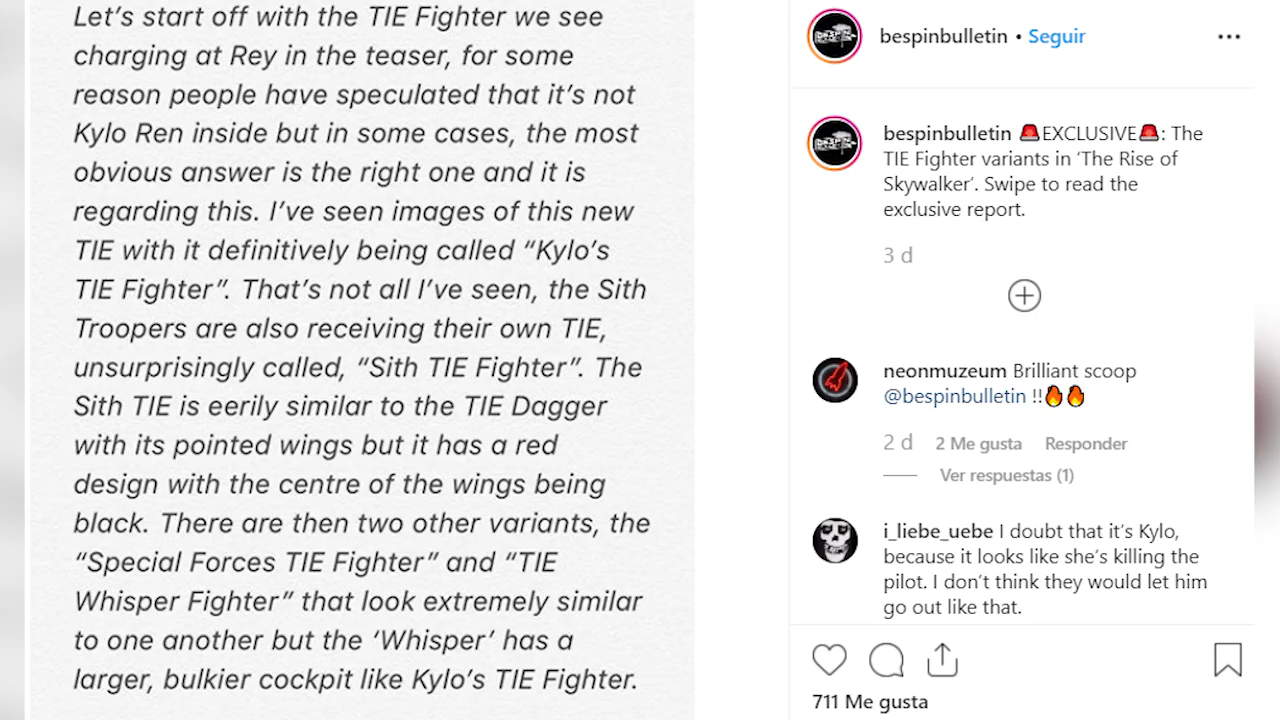 Let’s start off with the TIE Fighter we see
charging at Rey in the teaser, for some
reason people have speculated that it’s not
Kylo Ren inside but in some cases, the most
obvious answer is the right one and it is
regarding this. I’ve seen images of this new
TIE with it definitively being called “Kylo’s
TIE Fighter”. That’s not all I’ve seen, the Sith
Troopers are also receiving their own TIE,
unsurprisingly called, “Sith TIE Fighter”. The
Sith TIE is eerily similar to the TIE Dagger
with its pointed wings but it has a red
design with the centre of the wings being
black. There are then two other variants, the
“Special Forces TIE Fighter” and “TIE
Whisper Fighter” that look extremely similar
to one another but the ‘Whisper’ has a
larger, bulkier cockpit like Kylo’s TIE Fighter.
bespinbulletin • Seguir
bespinbulletin 🚨EXCLUSIVE🚨: The
TIE Fighter variants in ‘The Rise of
Skywalker’. Swipe to read the
exclusive report.
3 d
neonmuzeum Brilliant scoop
@bespinbulletin !!🔥🔥
2 d 2 Me gusta Responder
Ver respuestas (1)
i_liebe_uebe I doubt that it’s Kylo,
because it looks like she’s killing the
pilot. I don’t think they would let him
go out like that.
711 Me gusta